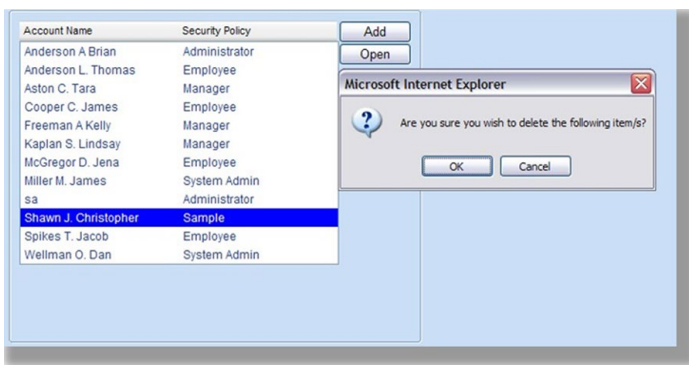 Account Name Security Policy
Add
Anderson A Brian Administrator
Open
Anderson L. Thomas Employee
Aston C. Tara Manager
Cooper C. James Employee
Freeman A Kelly Manager
Kaplan S. Lindsay Manager
McGregor D. Jena Employee
Miller M. James System Admin
sa Administrator
Shawn J. Christopher Sample
Spikes T. Jacob Employee
Wellman O. Dan System Admin
Microsoft Internet Explorer
Are you sure you wish to delete the following item/s?
OK Cancel